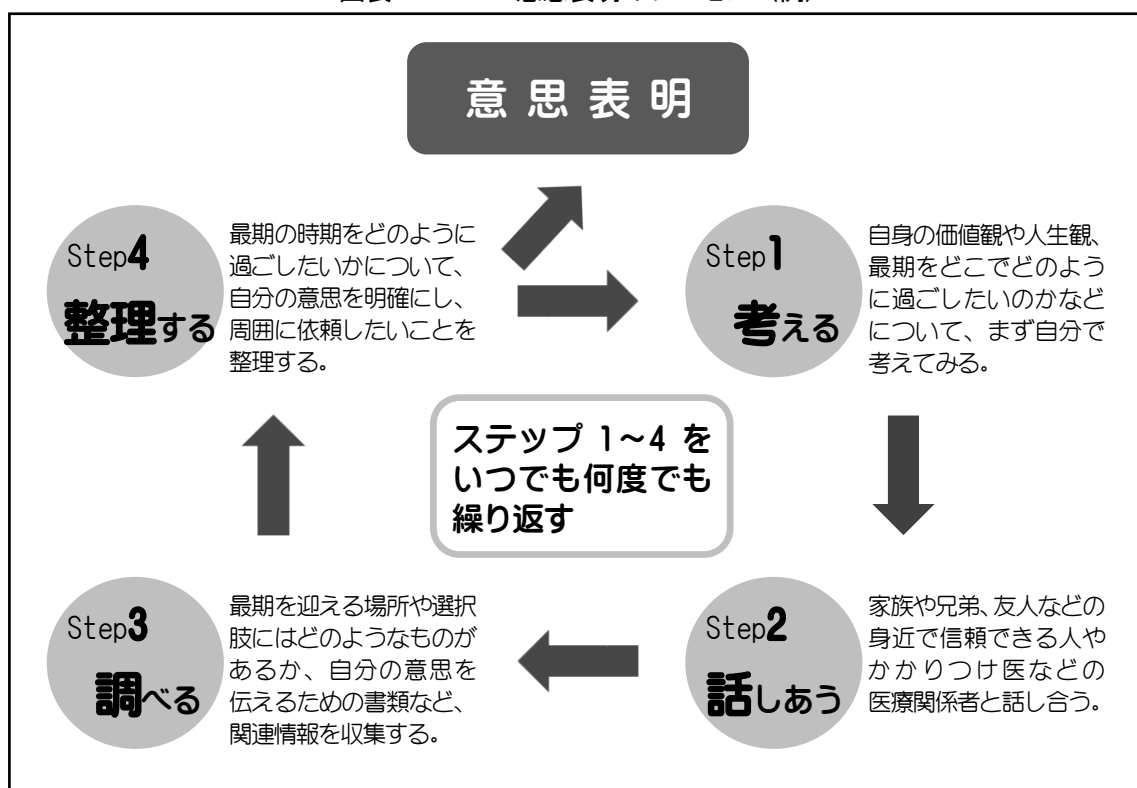 意思表明
Step1
考える
自身の価値観や人生観、
最期をどこでどのよう
に過ごしたいのかなど
について、まず自分で
考えてみる。
Step2
話しあう
家族や兄弟、友人などの
身近で信頼できる人や
かかりつけ医などの
医療関係者と話し合う。
Step3
調べる
最期を迎える場所や選択
肢にはどのようなものが
あるか、自分の意思を
伝えるための書類など、
関連情報を収集する。
Step4
整理する
最期の時期をどのように
過ごしたいかについて、
自分の意思を明確にし、
周囲に依頼したいことを
整理する。
ステップ 1～4 を
いつでも何度でも
繰り返す